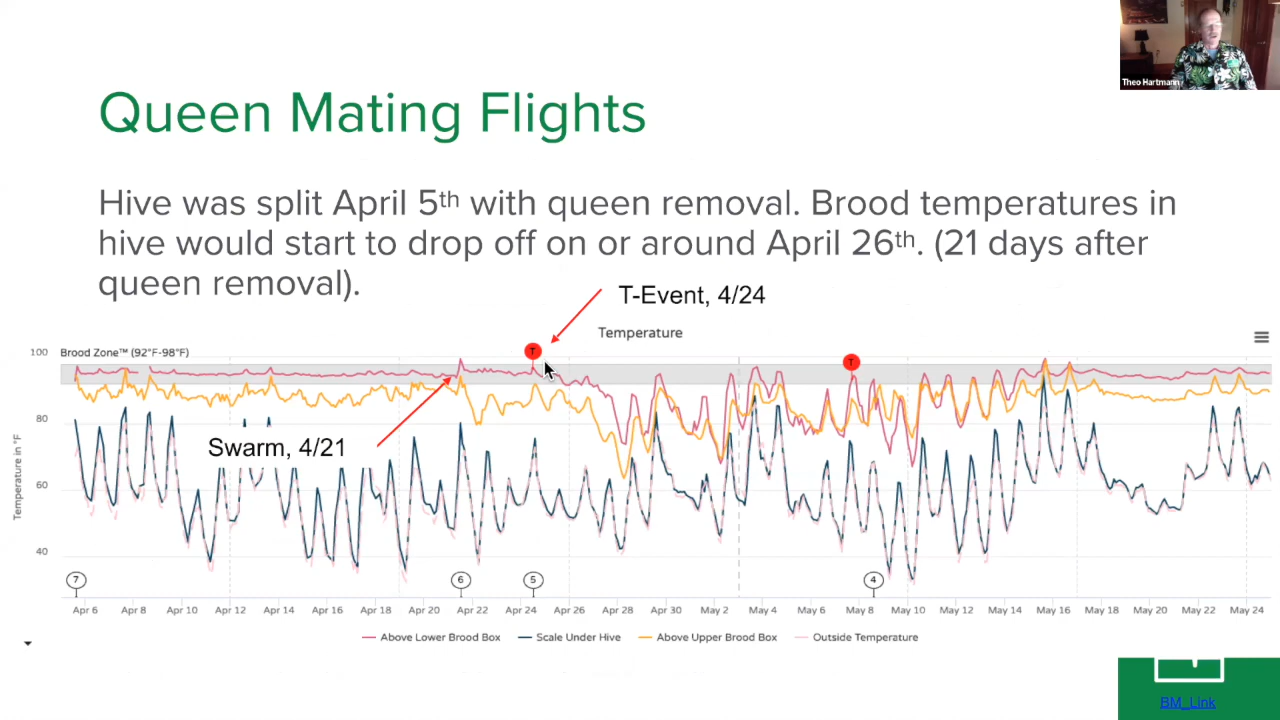 Theo Hartmann
Queen Mating Flights
Hive was split April 5th with queen removal. Brood temperatures in
hive would start to drop off on or around April 26th. (21 days after
queen removal).
T-Event, 4/24
Temperature
Brood Zone™ (92°F-98°F)
T
T
Swarm, 4/21
100
80
60
40
Temperature in °F
7
6
5
4
Apr 6 Apr 8 Apr 10 Apr 12 Apr 14 Apr 16 Apr 18 Apr 20 Apr 22 Apr 24 Apr 26 Apr 28 Apr 30 May 2 May 4 May 6 May 8 May 10 May 12 May 14 May 16 May 18 May 20 May 22 May 24
Above Lower Brood Box Scale Under Hive Above Upper Brood Box Outside Temperature
BM_Link